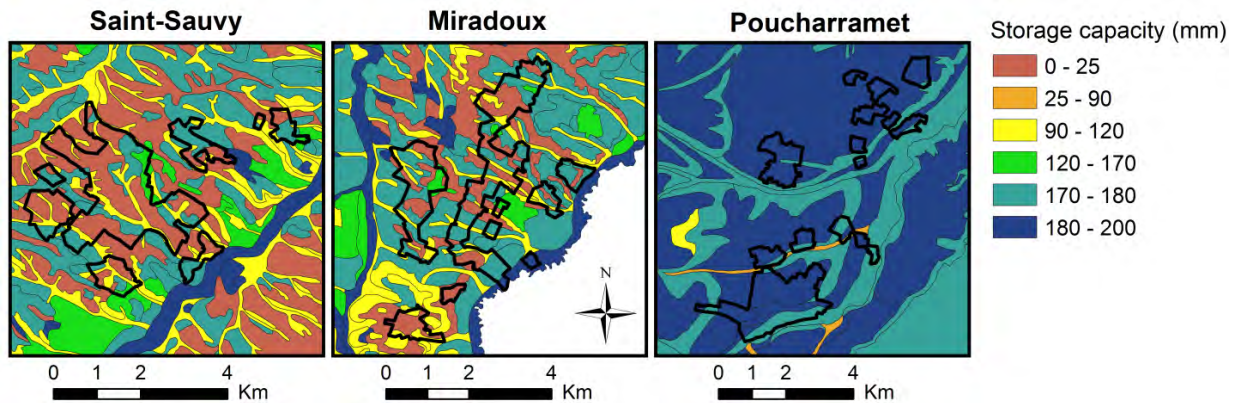 Saint-Sauvy
Miradoux
Poucharramet
Storage capacity (mm)
0 - 25
25 - 90
90 - 120
120 - 170
170 - 180
180 - 200
N
0 1 2 4
Km
0 1 2 4
Km
0 1 2 4
Km